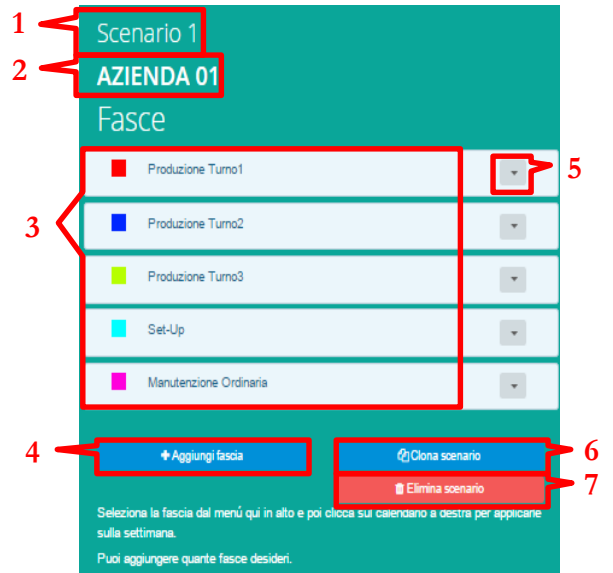 1
Scenario 1
2
AZIENDA 01
Fasce
3
Produzione Turno1
5
Produzione Turno2
Produzione Turno3
Set-Up
Manutenzione Ordinaria
4
Aggiungi fascia
Clona scenario
6
Elimina scenario
7
Seleziona la fascia dal menú qui in alto e poi clicca sul calendario a destra per applicarle
sulla settimana.
Puoi aggiungere quante fasce desideri.